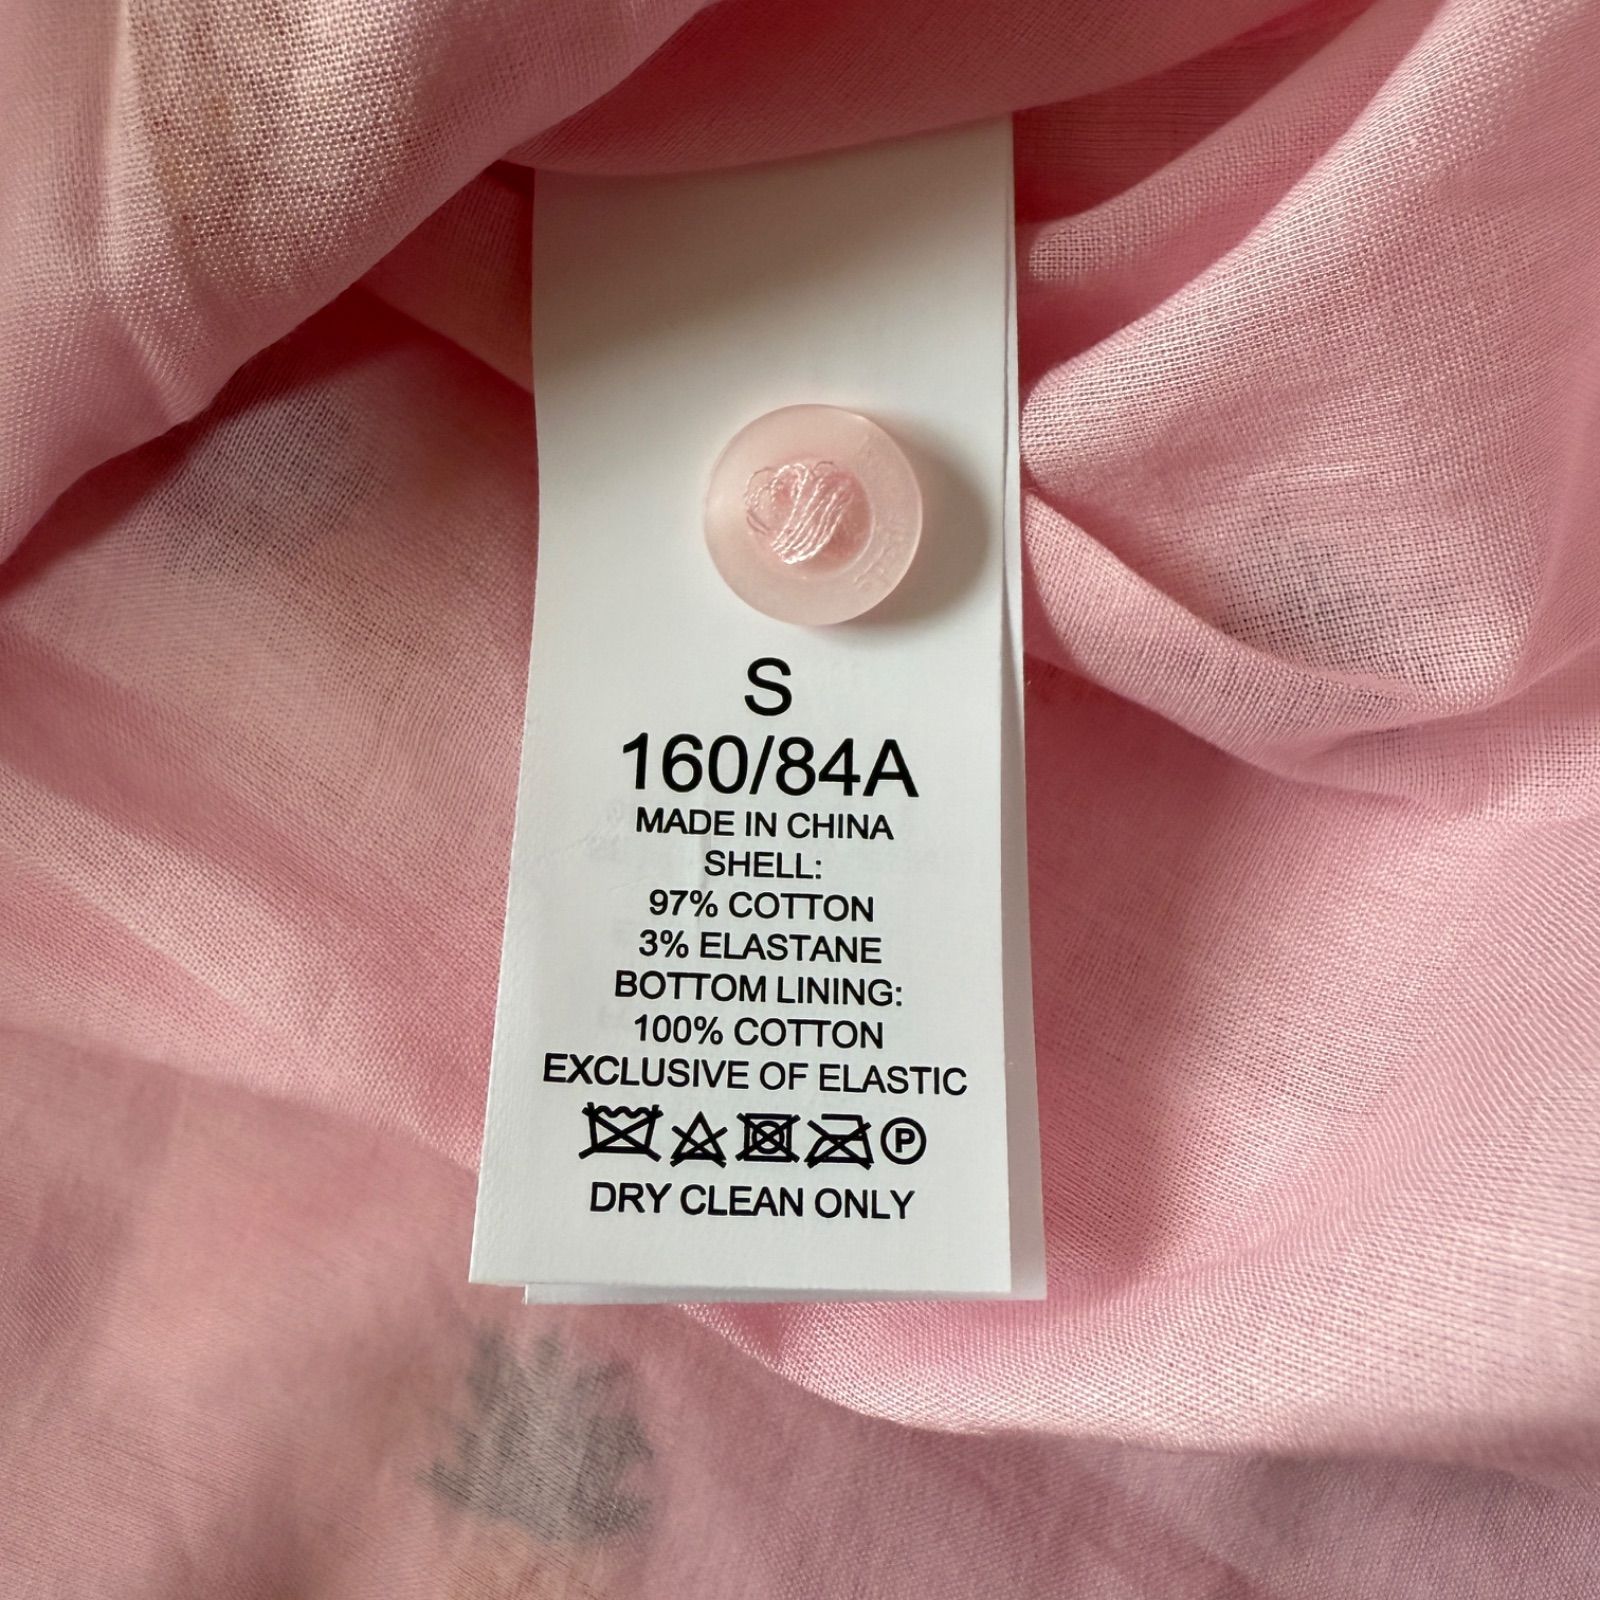 S
160/84A
MADE IN CHINA
SHELL:
97% COTTON
3% ELASTANE
BOTTOM LINING:
100% COTTON
EXCLUSIVE OF ELASTIC
P
DRY CLEAN ONLY